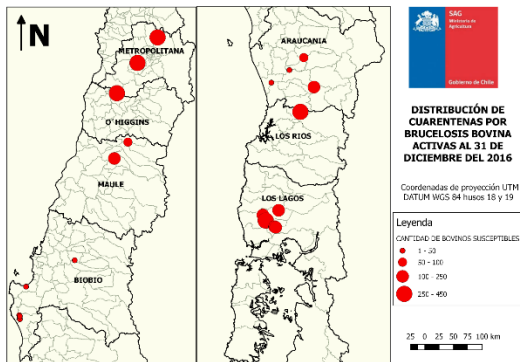 N
METROPOLITANA
O´HIGGINS
MAULE
BIOBIO
ARAUCANIA
LOS RIOS
LOS LAGOS
SAG
Ministerio de
Agricultura
Gobierno de Chile
DISTRIBUCIÓN DE
CUARENTENAS POR
BRUCELOSIS BOVINA
ACTIVAS AL 31 DE
DICIEMBRE DEL 2016
Coordenadas de proyección UTM
DATUM WGS 84 husos 18 y 19
Leyenda
CANTIDAD DE BOVINOS SUSCEPTIBLES
1 - 50
50 - 100
100 - 250
250 - 450
25 0 25 50 75 100 km